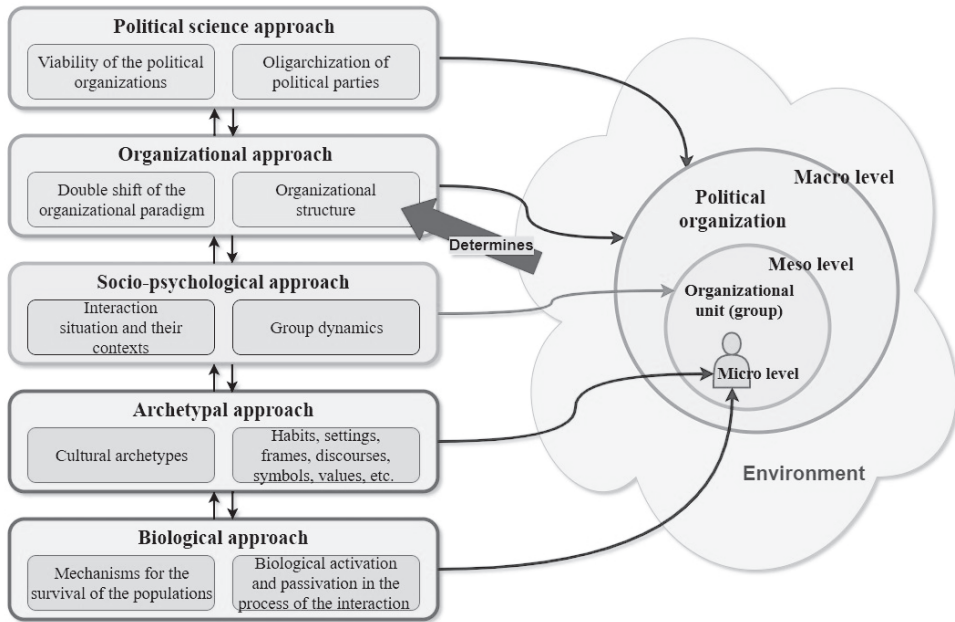 Political science approach
Viability of the political
organizations
Oligarchization of
political parties
Organizational approach
Double shift of the
organizational paradigm
Organizational
structure
Socio-psychological approach
Interaction
situation and their
contexts
Group dynamics
Archetypal approach
Cultural archetypes
Habits, settings,
frames, discourses,
symbols, values, etc.
Biological approach
Mechanisms for the
survival of the populations
Biological activation
and passivation in the
process of the interaction
Determines
Macro level
Political
organization
Meso level
Organizational
unit (group)
Micro level
Environment